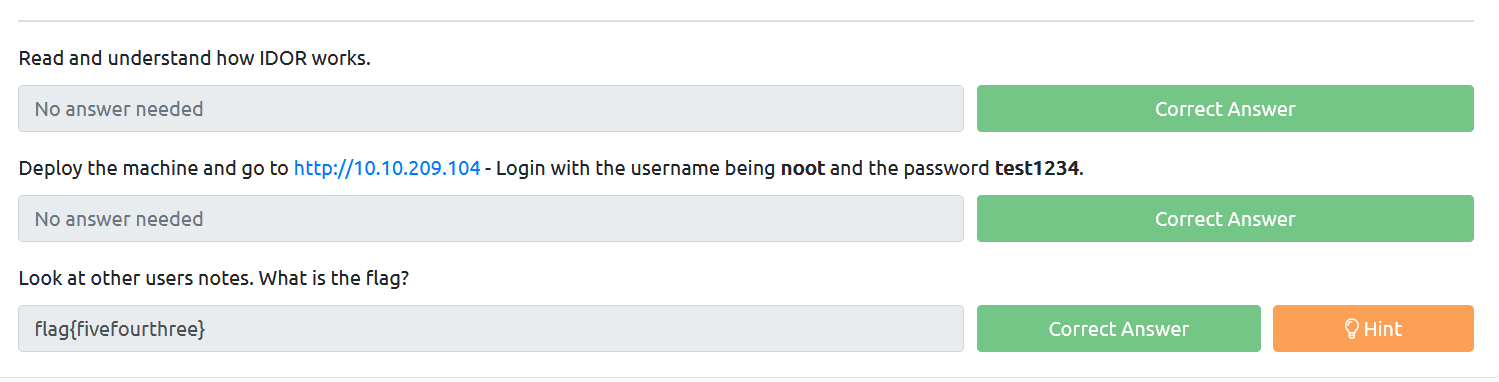 Read and understand how IDOR works.
No answer needed
Correct Answer
Deploy the machine and go to http://10.10.209.104 - Login with the username being noot and the password test1234.
No answer needed
Correct Answer
Look at other users notes. What is the flag?
flag{fivefourthree}
Correct Answer
Hint